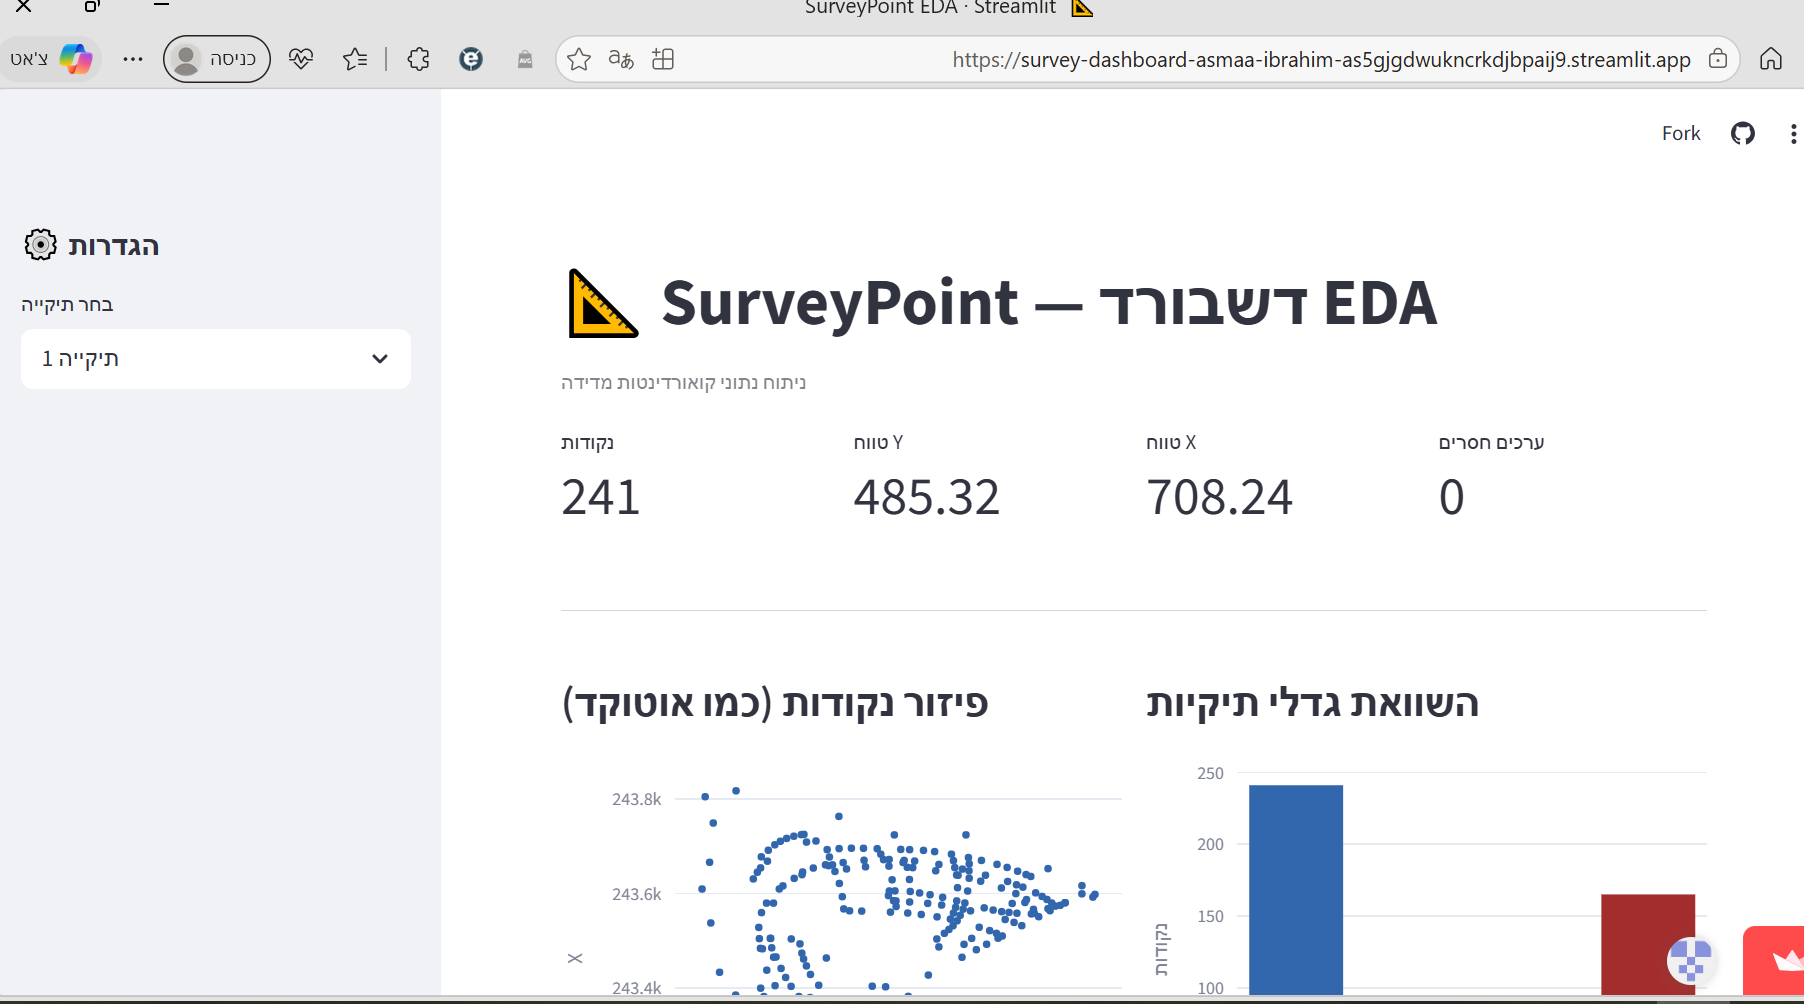 SurveyPoint EDA · Streamlit
צ'אט
כניסה
https://survey-dashboard-asmaa-ibrahim-as5gjgdwukncrkdjbpaij9.streamlit.app
Fork
הגדרות
בחר תיקייה
תיקייה 1
SurveyPoint — דשבורד EDA
ניתוח נתוני קואורדינטות מדידה
נקודות
241
טווח Y
485.32
טווח X
708.24
ערכים חסרים
0
פיזור נקודות (כמו אוטוקד)
243.8k
243.6k
243.4k
X
השוואת גדלי תיקיות
250
200
150
100
נקודות